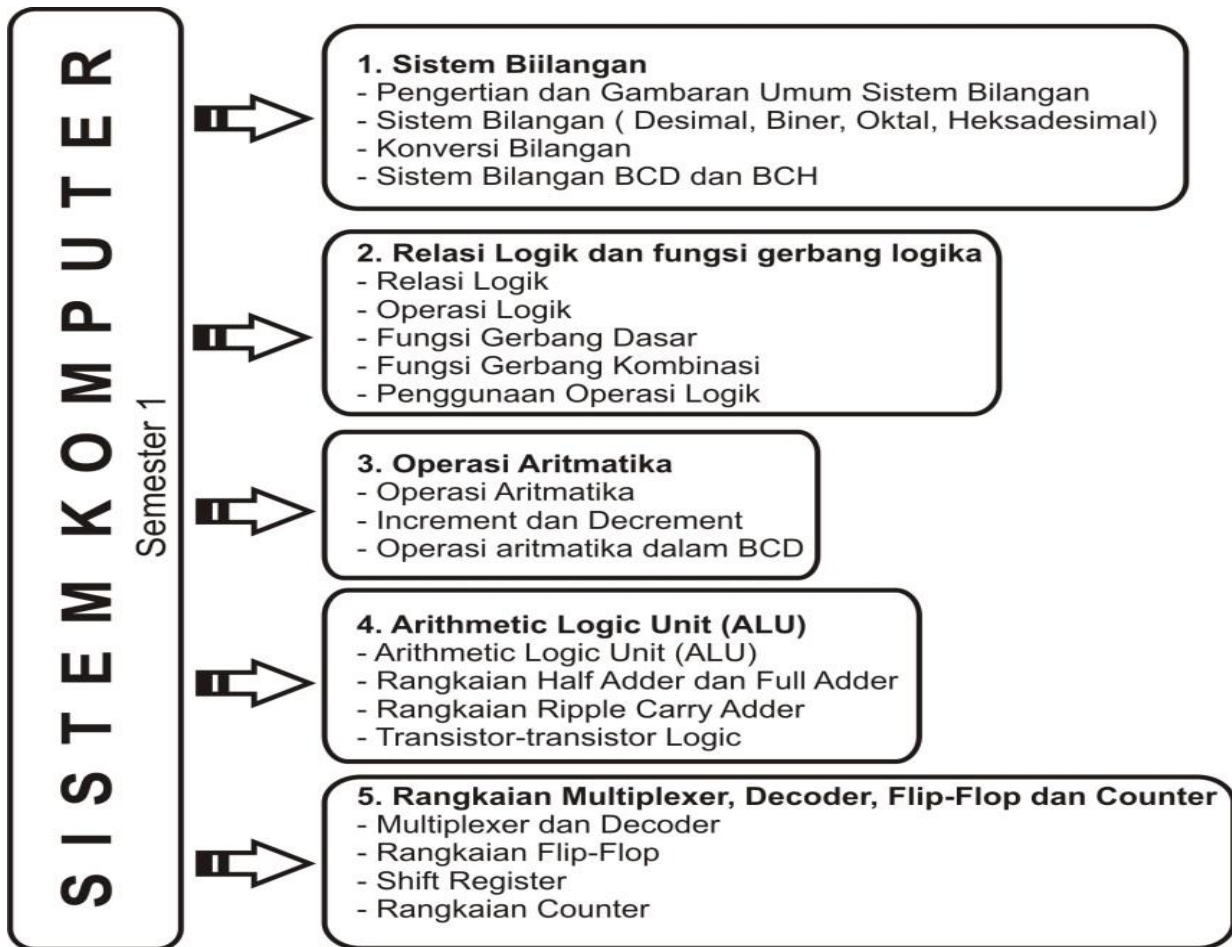 SISTEM KOMPUTER
Semester 1
1. Sistem Biilangan
- Pengertian dan Gambaran Umum Sistem Bilangan
- Sistem Bilangan ( Desimal, Biner, Oktal, Heksadesimal)
- Konversi Bilangan
- Sistem Bilangan BCD dan BCH
2. Relasi Logik dan fungsi gerbang logika
- Relasi Logik
- Operasi Logik
- Fungsi Gerbang Dasar
- Fungsi Gerbang Kombinasi
- Penggunaan Operasi Logik
3. Operasi Aritmatika
- Operasi Aritmatika
- Increment dan Decrement
- Operasi aritmatika dalam BCD
4. Arithmetic Logic Unit (ALU)
- Arithmetic Logic Unit (ALU)
- Rangkaian Half Adder dan Full Adder
- Rangkaian Ripple Carry Adder
- Transistor-transistor Logic
5. Rangkaian Multiplexer, Decoder, Flip-Flop dan Counter
- Multiplexer dan Decoder
- Rangkaian Flip-Flop
- Shift Register
- Rangkaian Counter